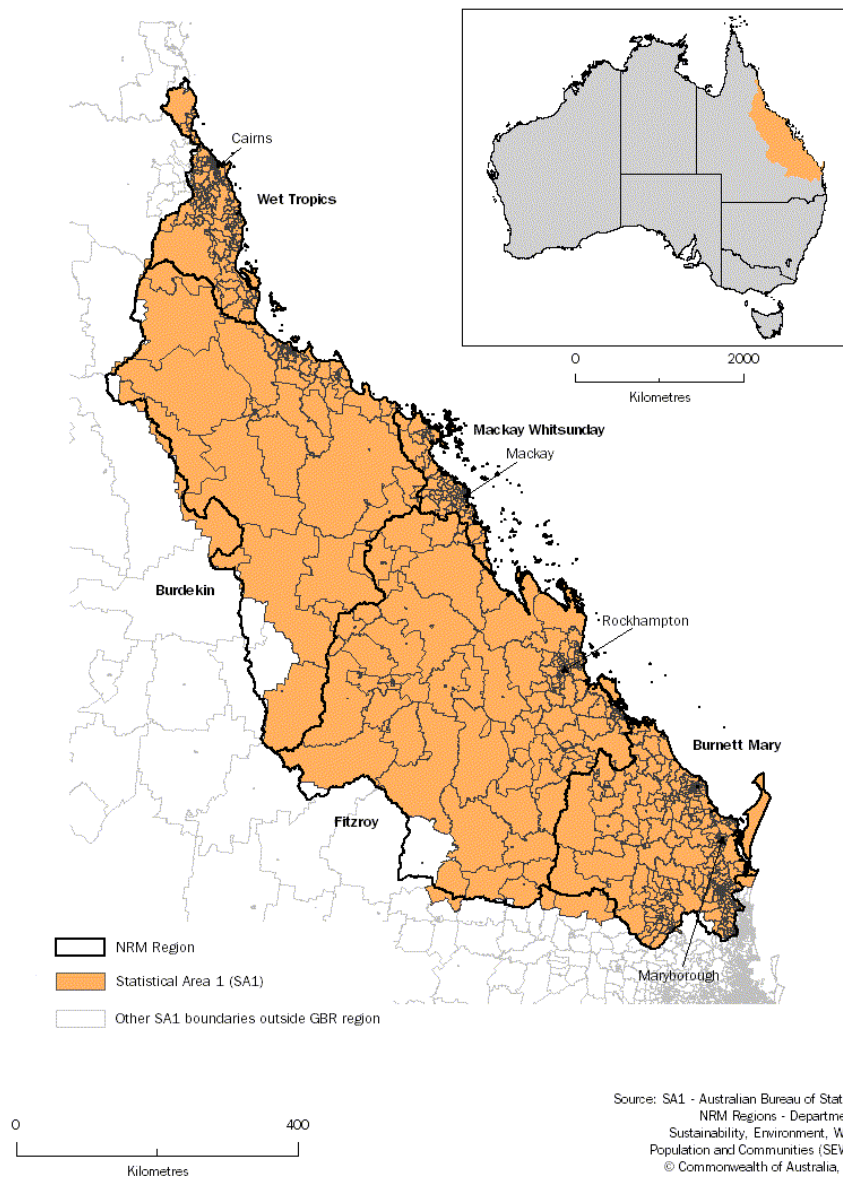 Cairns
Wet Tropics
0
2000
Kilometres
Mackay Whitsunday
Mackay
Burdekin
Rockhampton
Burnett Mary
Fitzroy
NRM Region
Statistical Area 1 (SA1)
Maryborough
Other SA1 boundaries outside GBR region
0
400
Kilometres
Source: SA1 - Australian Bureau of Stat
NRM Regions - Departme
Sustainability, Environment, W
Population and Communities (SEW
© Commonwealth of Australia,